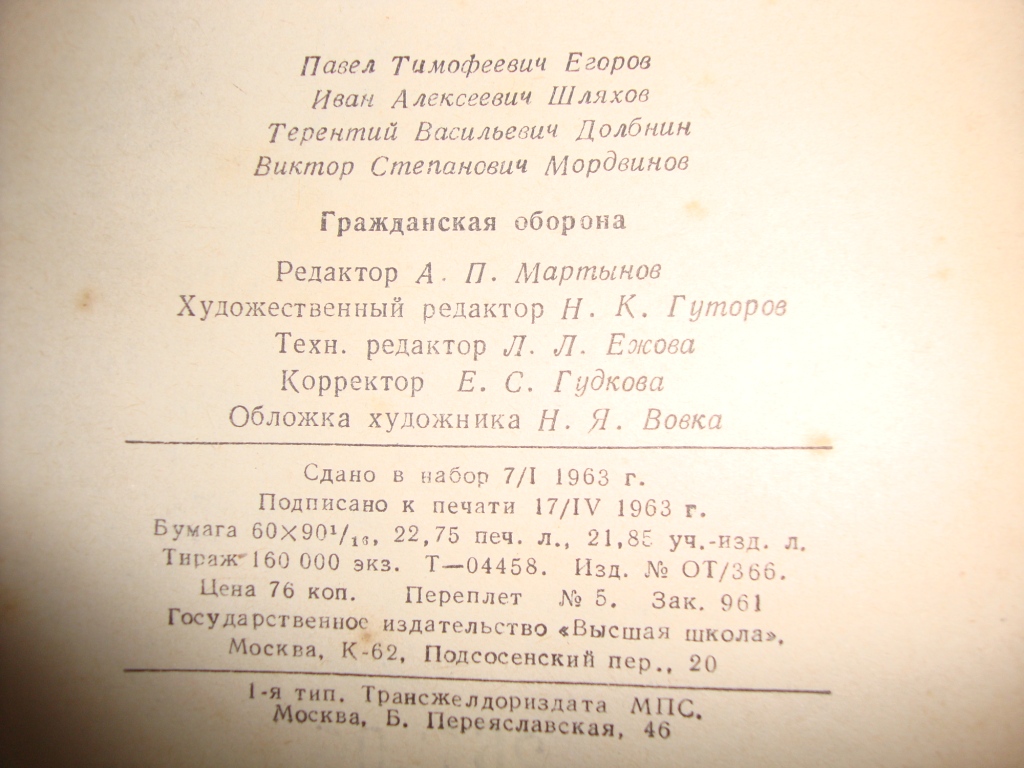 Павел Тимофеевич Егоров
Иван Алексеевич Шляхов
Терентий Васильевич Долбнин
Виктор Степанович Мордвинов
Гражданская оборона
Редактор А. П. Мартынов
Художественный редактор Н. К. Гуторов
Техн. редактор Л. Л. Ежова
Корректор Е. С. Гудкова
Обложка художника Н. Я. Вовка
Сдано в набор 7/I 1963 г.
Подписано к печати 17/IV 1963 г.
Бумага 60×90¹/₁₆, 22,75 печ. л., 21,85 уч.-изд. л.
Тираж 160 000 экз. Т—04458. Изд. № ОТ/366.
Цена 76 коп. Переплет № 5. Зак. 961
Государственное издательство «Высшая школа»,
Москва, К-62, Подсосенский пер., 20
1-я тип. Трансжелдориздата МПС.
Москва, Б. Переяславская, 46